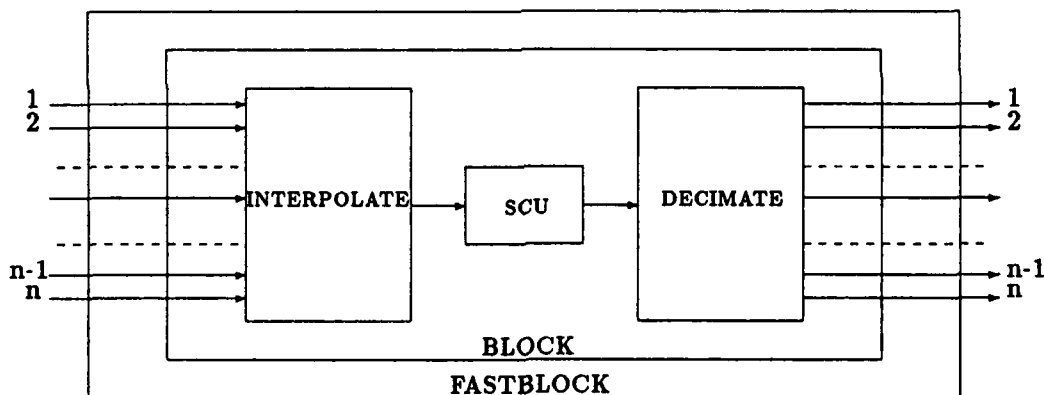 1 1
2 2
INTERPOLATE SCU DECIMATE
n-1 n-1
n n
BLOCK
FASTBLOCK